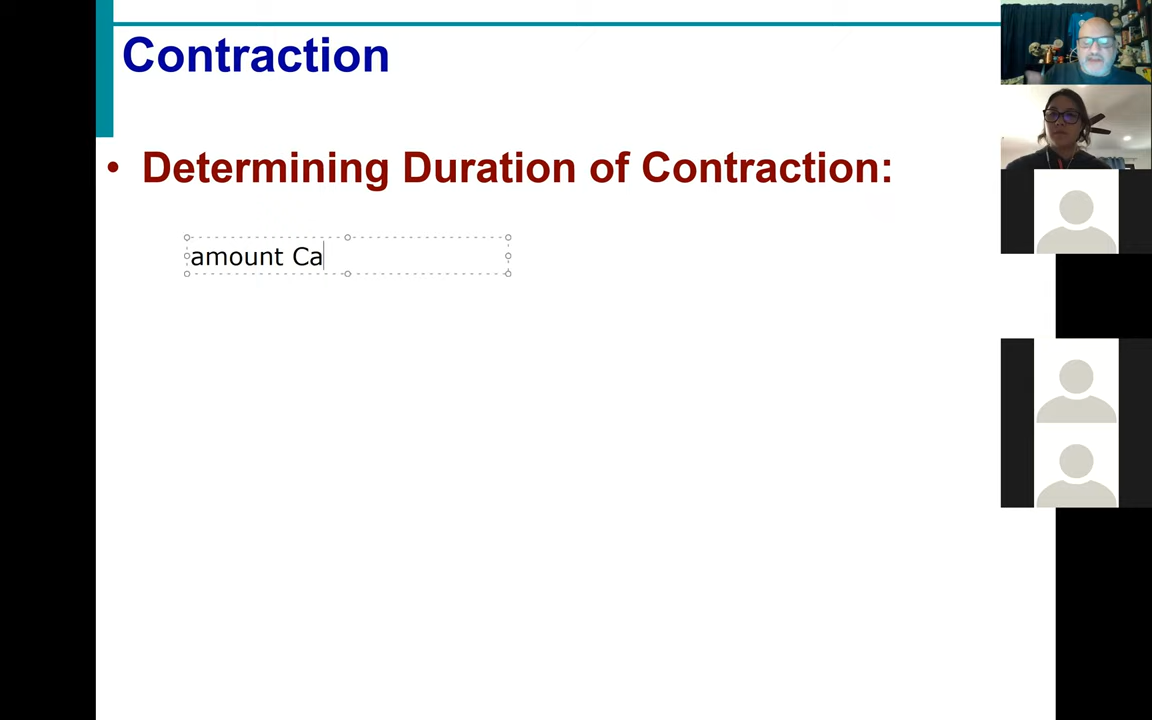 Contraction
• Determining Duration of Contraction:
amount Ca